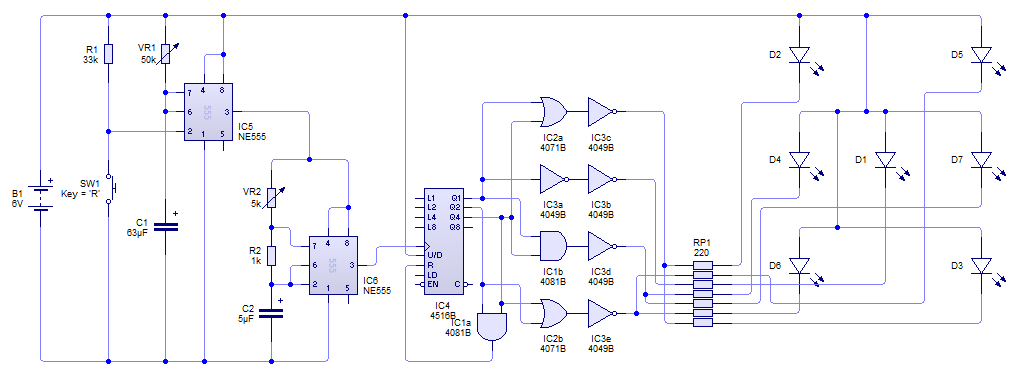 R1
33k
VR1
50k
4 8
7
555
6
2
1 5
3
IC5
NE555
B1
6V
SW1
Key = 'R'
C1
63µF
VR2
5k
R2
1k
C2
5µF
4 8
7
555
6
2
1 5
3
IC6
NE555
L1 Q1
L2 Q2
L4 Q4
L8 Q8
U/D
R
LD
EN C
IC4
4516B
IC1a
4081B
IC2a
4071B
IC3c
4049B
IC3a
4049B
IC3b
4049B
IC1b
4081B
IC3d
4049B
IC2b
4071B
IC3e
4049B
RP1
220
D2
D5
D4
D1
D7
D6
D3